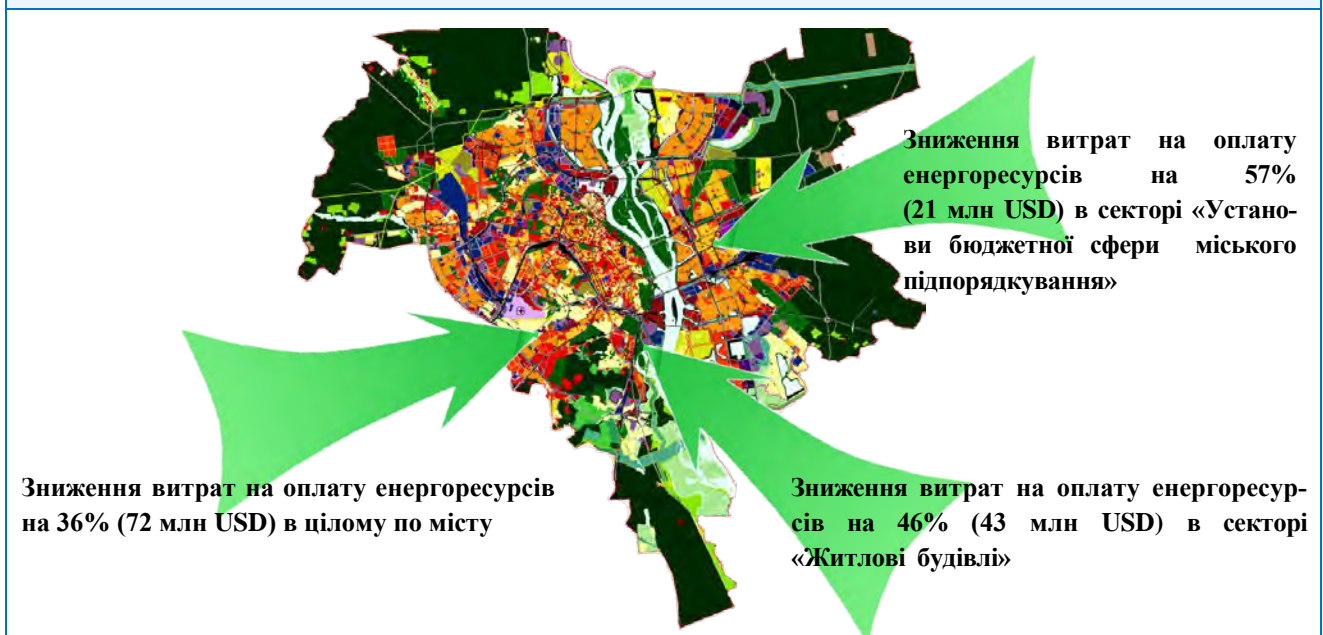 Зниження витрат на оплату
енергоресурсів на 57%
(21 млн USD) в секторі «Устано-
ви бюджетної сфери міського
підпорядкування»
Зниження витрат на оплату енергоресурсів
на 36% (72 млн USD) в цілому по місту
Зниження витрат на оплату енергоресур-
сів на 46% (43 млн USD) в секторі
«Житлові будівлі»